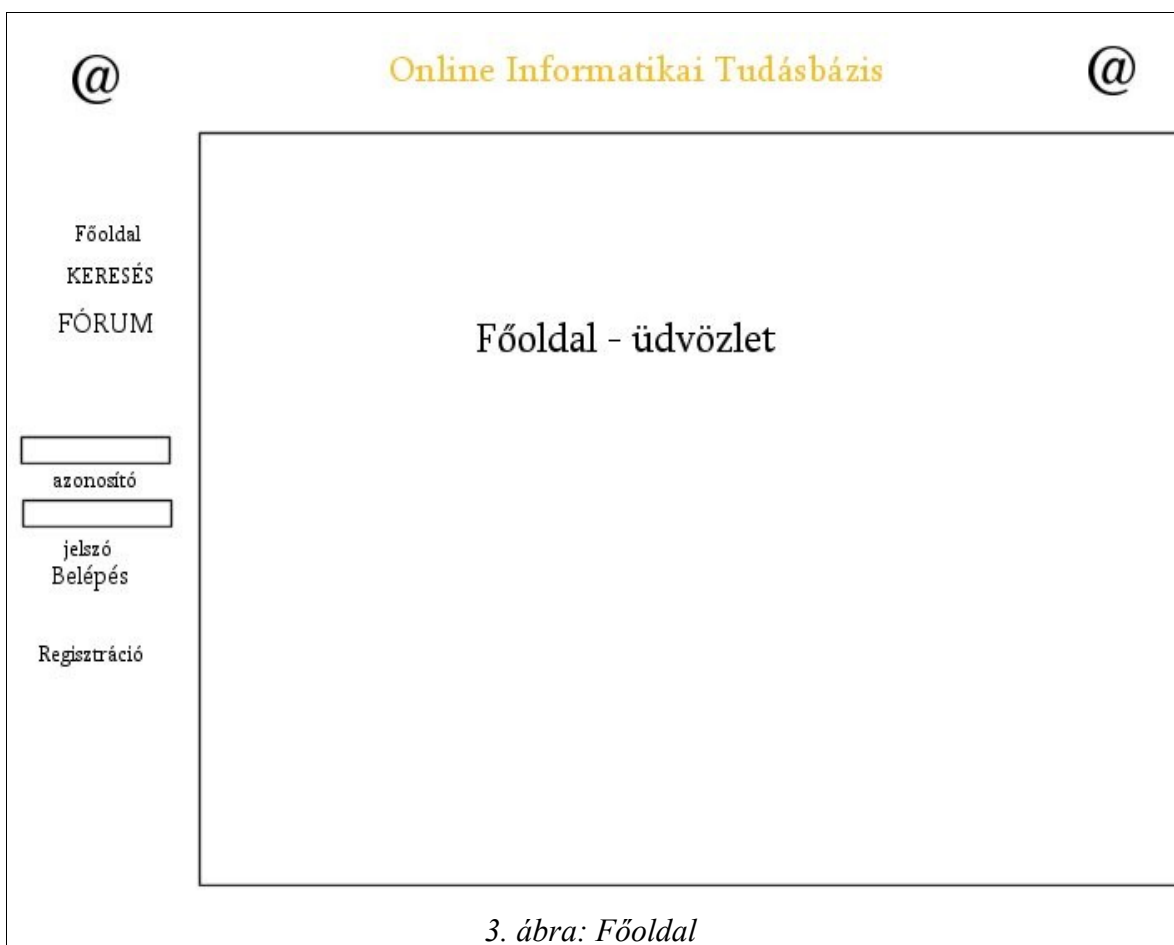 @ Online Informatikai Tudásbázis @
Főoldal
KERESÉS
FÓRUM
Főoldal - üdvözlet
azonosító
jelszó
Belépés
Regisztráció
3. ábra: Főoldal